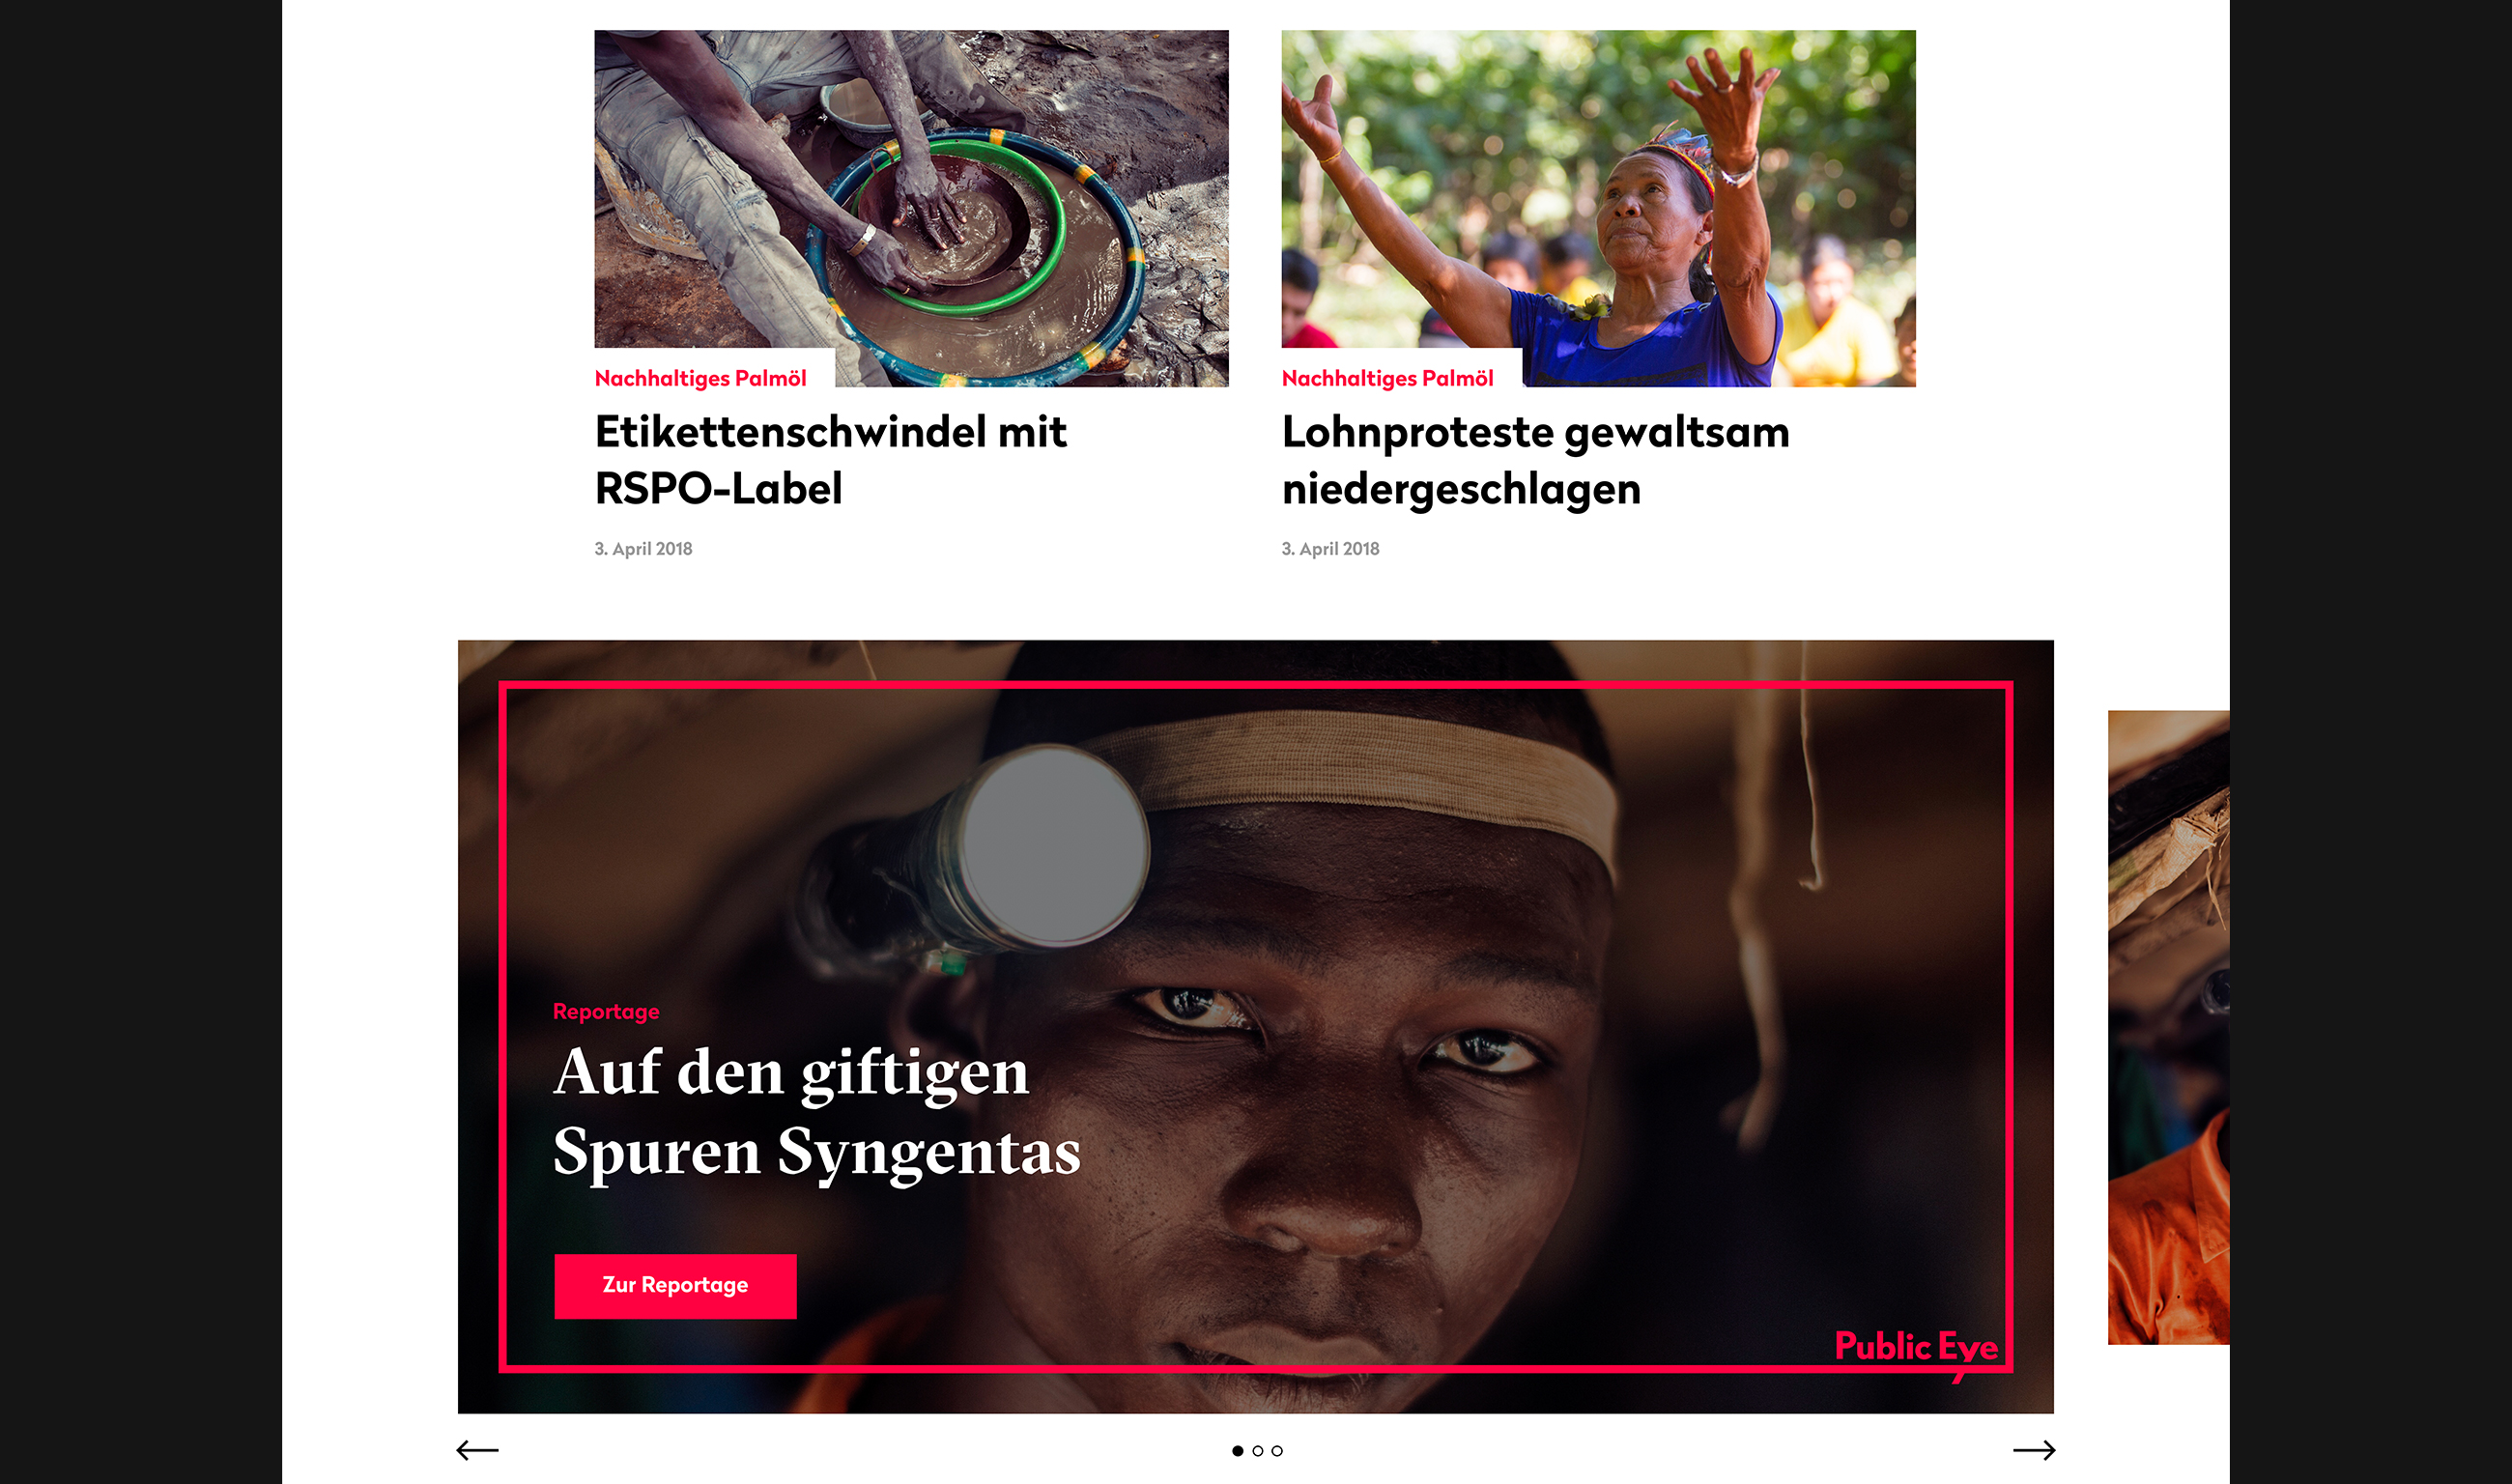 Nachhaltiges Palmöl
Etikettenschwindel mit
RSPO-Label
3. April 2018
Nachhaltiges Palmöl
Lohnproteste gewaltsam
niedergeschlagen
3. April 2018
Reportage
Auf den giftigen
Spuren Syngentas
Zur Reportage
Public Eye